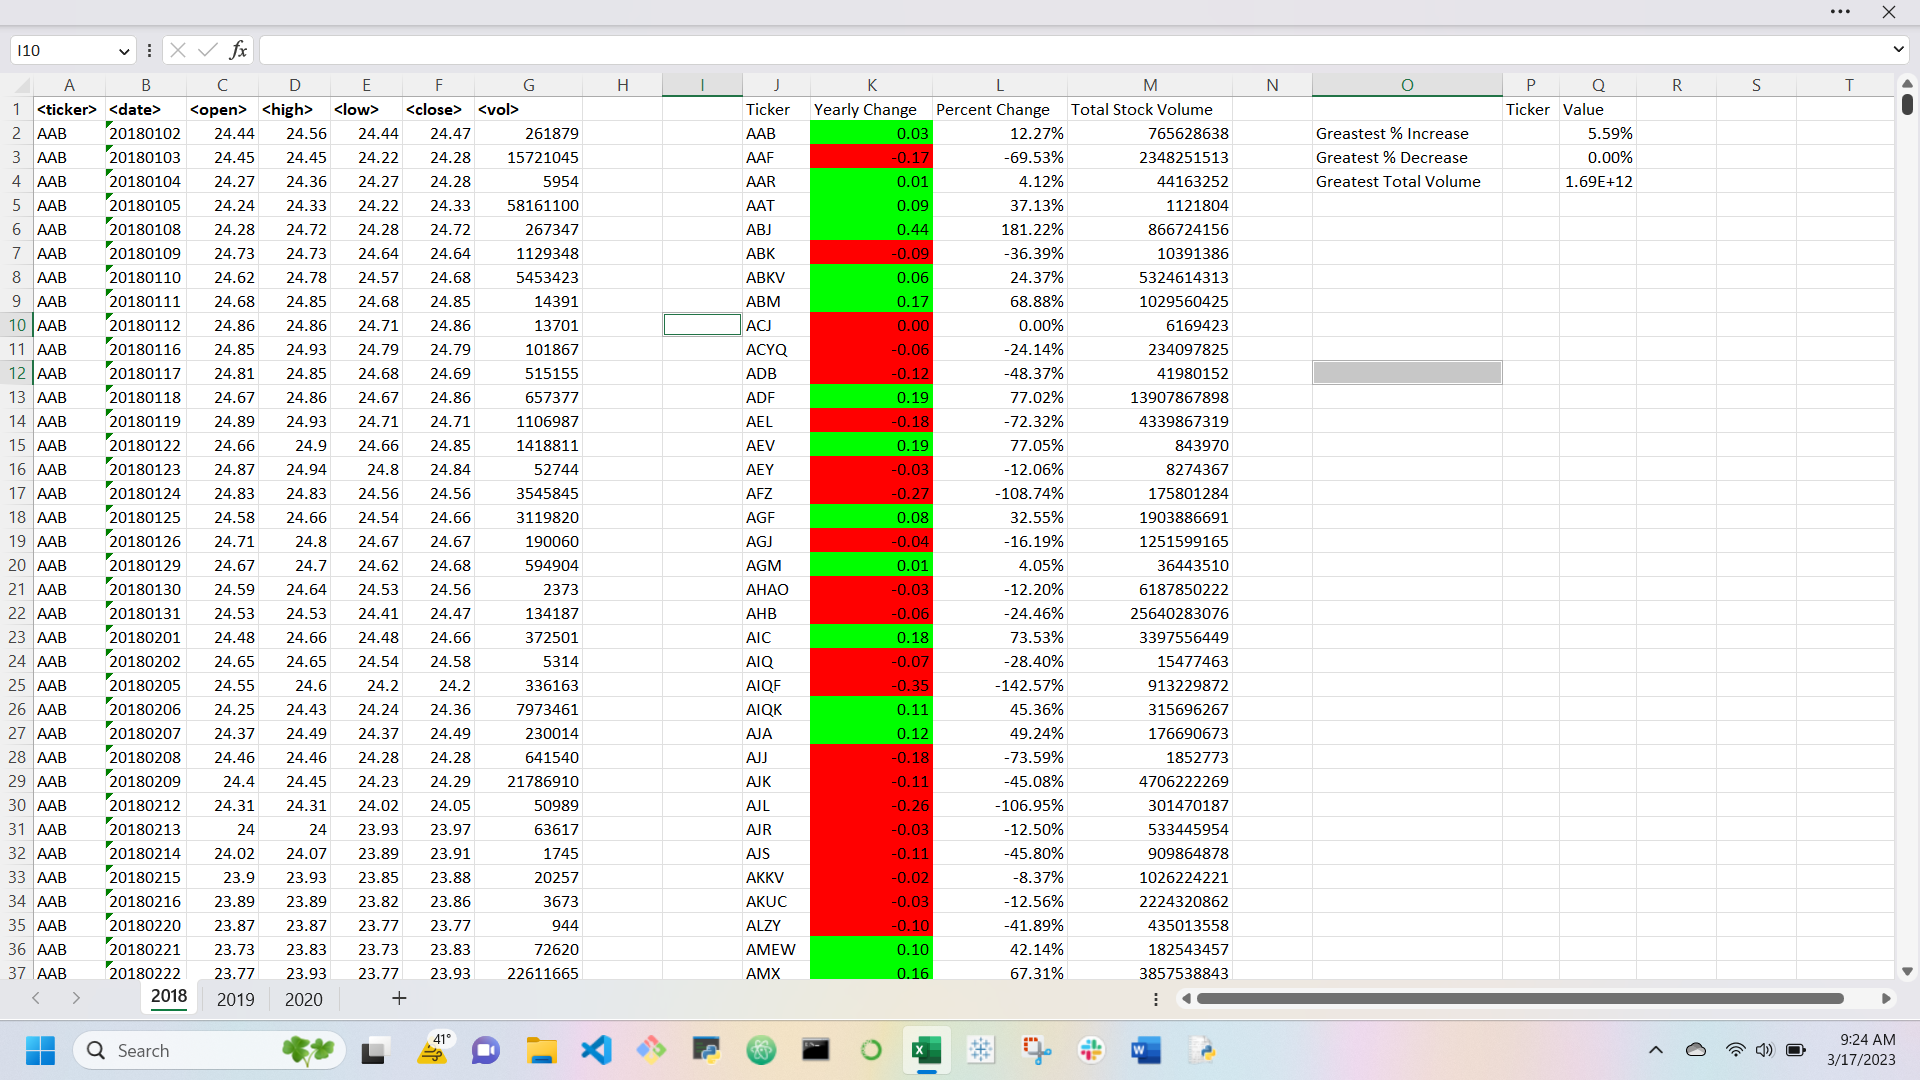 I10
fx
A B C D E F G H I J K L M N O P Q R S T
1 <ticker> <date> <open> <high> <low> <close> <vol> Ticker Yearly Change Percent Change Total Stock Volume Ticker Value
2 AAB 20180102 24.44 24.56 24.44 24.47 261879 AAB 0.03 12.27% 765628638 Greastest % Increase 5.59%
3 AAB 20180103 24.45 24.45 24.22 24.28 15721045 AAF -0.17 -69.53% 2348251513 Greatest % Decrease 0.00%
4 AAB 20180104 24.27 24.36 24.27 24.28 5954 AAR 0.01 4.12% 44163252 Greatest Total Volume 1.69E+12
5 AAB 20180105 24.24 24.33 24.22 24.33 58161100 AAT 0.09 37.13% 1121804
6 AAB 20180108 24.28 24.72 24.28 24.72 267347 ABJ 0.44 181.22% 866724156
7 AAB 20180109 24.73 24.73 24.64 24.64 1129348 ABK -0.09 -36.39% 10391386
8 AAB 20180110 24.62 24.78 24.57 24.68 5453423 ABKV 0.06 24.37% 5324614313
9 AAB 20180111 24.68 24.85 24.68 24.85 14391 ABM 0.17 68.88% 1029560425
10 AAB 20180112 24.86 24.86 24.71 24.86 13701 ACJ 0.00 0.00% 6169423
11 AAB 20180116 24.85 24.93 24.79 24.79 101867 ACYQ -0.06 -24.14% 234097825
12 AAB 20180117 24.81 24.85 24.68 24.69 515155 ADB -0.12 -48.37% 41980152
13 AAB 20180118 24.67 24.86 24.67 24.86 657377 ADF 0.19 77.02% 13907867898
14 AAB 20180119 24.89 24.93 24.71 24.71 1106987 AEL -0.18 -72.32% 4339867319
15 AAB 20180122 24.66 24.9 24.66 24.85 1418811 AEV 0.19 77.05% 843970
16 AAB 20180123 24.87 24.94 24.8 24.84 52744 AEY -0.03 -12.06% 8274367
17 AAB 20180124 24.83 24.83 24.56 24.56 3545845 AFZ -0.27 -108.74% 175801284
18 AAB 20180125 24.58 24.66 24.54 24.66 3119820 AGF 0.08 32.55% 1903886691
19 AAB 20180126 24.71 24.8 24.67 24.67 190060 AGJ -0.04 -16.19% 1251599165
20 AAB 20180129 24.67 24.7 24.62 24.68 594904 AGM 0.01 4.05% 36443510
21 AAB 20180130 24.59 24.64 24.53 24.56 2373 AHAO -0.03 -12.20% 6187850222
22 AAB 20180131 24.53 24.53 24.41 24.47 134187 AHB -0.06 -24.46% 25640283076
23 AAB 20180201 24.48 24.66 24.48 24.66 372501 AIC 0.18 73.53% 3397556449
24 AAB 20180202 24.65 24.65 24.54 24.58 5314 AIQ -0.07 -28.40% 15477463
25 AAB 20180205 24.55 24.6 24.2 24.2 336163 AIQF -0.35 -142.57% 913229872
26 AAB 20180206 24.25 24.43 24.24 24.36 7973461 AIQK 0.11 45.36% 315696267
27 AAB 20180207 24.37 24.49 24.37 24.49 230014 AJA 0.12 49.24% 176690673
28 AAB 20180208 24.46 24.46 24.28 24.28 641540 AJJ -0.18 -73.59% 1852773
29 AAB 20180209 24.4 24.45 24.23 24.29 21786910 AJK -0.11 -45.08% 4706222269
30 AAB 20180212 24.31 24.31 24.02 24.05 50989 AJL -0.26 -106.95% 301470187
31 AAB 20180213 24 24 23.93 23.97 63617 AJR -0.03 -12.50% 533445954
32 AAB 20180214 24.02 24.07 23.89 23.91 1745 AJS -0.11 -45.80% 909864878
33 AAB 20180215 23.9 23.93 23.85 23.88 20257 AKKV -0.02 -8.37% 1026224221
34 AAB 20180216 23.89 23.89 23.82 23.86 3673 AKUC -0.03 -12.56% 2224320862
35 AAB 20180220 23.87 23.87 23.77 23.77 944 ALZY -0.10 -41.89% 435013558
36 AAB 20180221 23.73 23.83 23.73 23.83 72620 AMEW 0.10 42.14% 182543457
37 AAB 20180222 23.77 23.93 23.77 23.93 22611665 AMX 0.16 67.31% 3857538843
2018 2019 2020
Search 41° 9:24 AM
3/17/2023